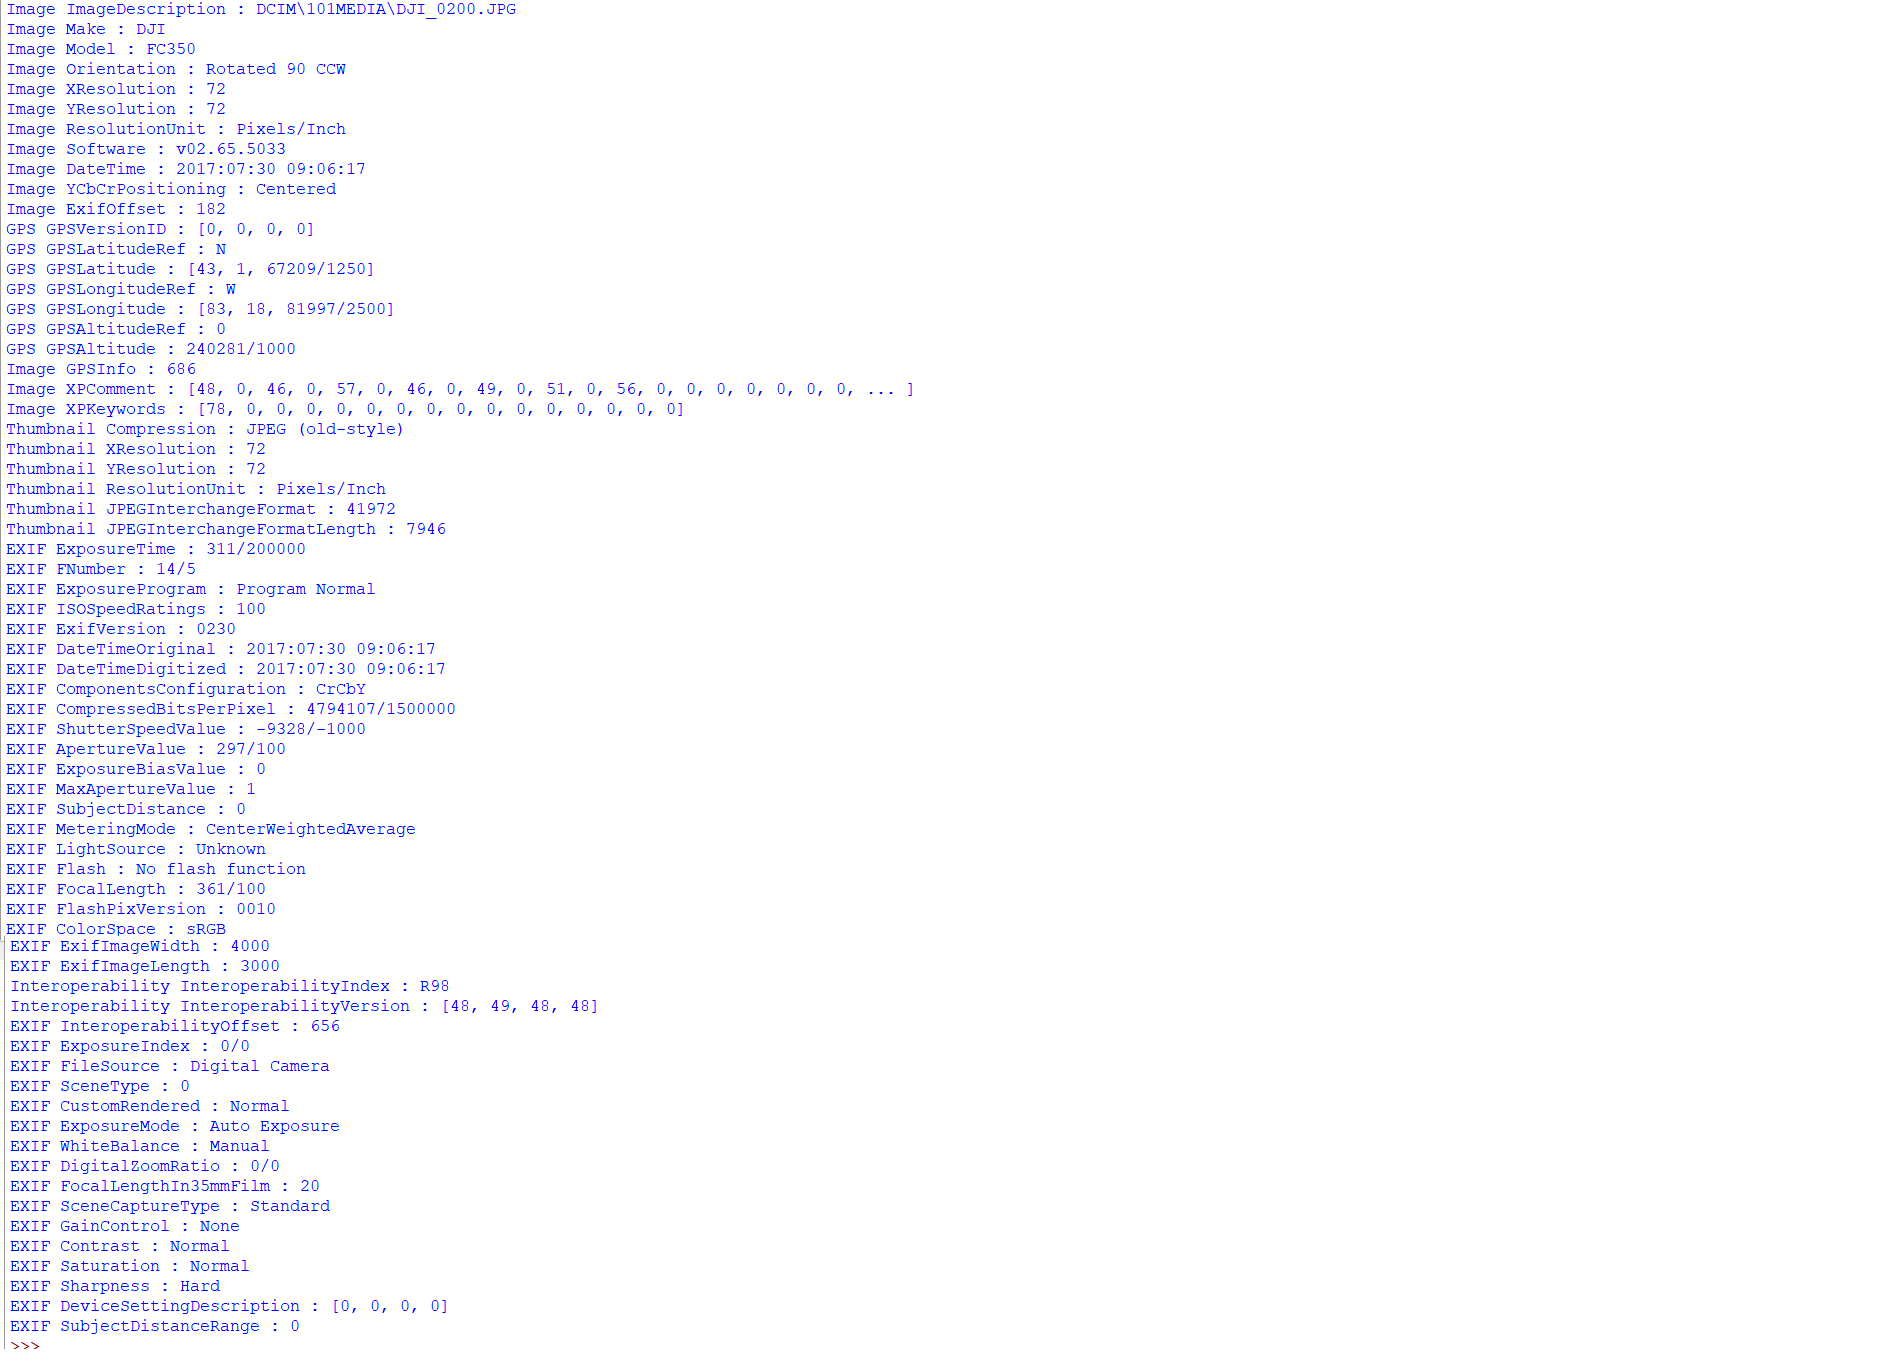 Image ImageDescription : DCIM\101MEDIA\DJI_0200.JPG
Image Make : DJI
Image Model : FC350
Image Orientation : Rotated 90 CCW
Image XResolution : 72
Image YResolution : 72
Image ResolutionUnit : Pixels/Inch
Image Software : v02.65.5033
Image DateTime : 2017:07:30 09:06:17
Image YCbCrPositioning : Centered
Image ExifOffset : 182
GPS GPSVersionID : [0, 0, 0, 0]
GPS GPSLatitudeRef : N
GPS GPSLatitude : [43, 1, 67209/1250]
GPS GPSLongitudeRef : W
GPS GPSLongitude : [83, 18, 81997/2500]
GPS GPSAltitudeRef : 0
GPS GPSAltitude : 240281/1000
Image GPSInfo : 686
Image XPComment : [48, 0, 46, 0, 57, 0, 46, 0, 49, 0, 51, 0, 56, 0, 0, 0, 0, 0, 0, 0, ... ]
Image XPKeywords : [78, 0, 0, 0, 0, 0, 0, 0, 0, 0, 0, 0, 0, 0, 0, 0]
Thumbnail Compression : JPEG (old-style)
Thumbnail XResolution : 72
Thumbnail YResolution : 72
Thumbnail ResolutionUnit : Pixels/Inch
Thumbnail JPEGInterchangeFormat : 41972
Thumbnail JPEGInterchangeFormatLength : 7946
EXIF ExposureTime : 311/200000
EXIF FNumber : 14/5
EXIF ExposureProgram : Program Normal
EXIF ISOSpeedRatings : 100
EXIF ExifVersion : 0230
EXIF DateTimeOriginal : 2017:07:30 09:06:17
EXIF DateTimeDigitized : 2017:07:30 09:06:17
EXIF ComponentsConfiguration : CrCbY
EXIF CompressedBitsPerPixel : 4794107/1500000
EXIF ShutterSpeedValue : -9328/-1000
EXIF ApertureValue : 297/100
EXIF ExposureBiasValue : 0
EXIF MaxApertureValue : 1
EXIF SubjectDistance : 0
EXIF MeteringMode : CenterWeightedAverage
EXIF LightSource : Unknown
EXIF Flash : No flash function
EXIF FocalLength : 361/100
EXIF FlashPixVersion : 0010
EXIF ColorSpace : sRGB
EXIF ExifImageWidth : 4000
EXIF ExifImageLength : 3000
Interoperability InteroperabilityIndex : R98
Interoperability InteroperabilityVersion : [48, 49, 48, 48]
EXIF InteroperabilityOffset : 656
EXIF ExposureIndex : 0/0
EXIF FileSource : Digital Camera
EXIF SceneType : 0
EXIF CustomRendered : Normal
EXIF ExposureMode : Auto Exposure
EXIF WhiteBalance : Manual
EXIF DigitalZoomRatio : 0/0
EXIF FocalLengthIn35mmFilm : 20
EXIF SceneCaptureType : Standard
EXIF GainControl : None
EXIF Contrast : Normal
EXIF Saturation : Normal
EXIF Sharpness : Hard
EXIF DeviceSettingDescription : [0, 0, 0, 0]
EXIF SubjectDistanceRange : 0
>>>